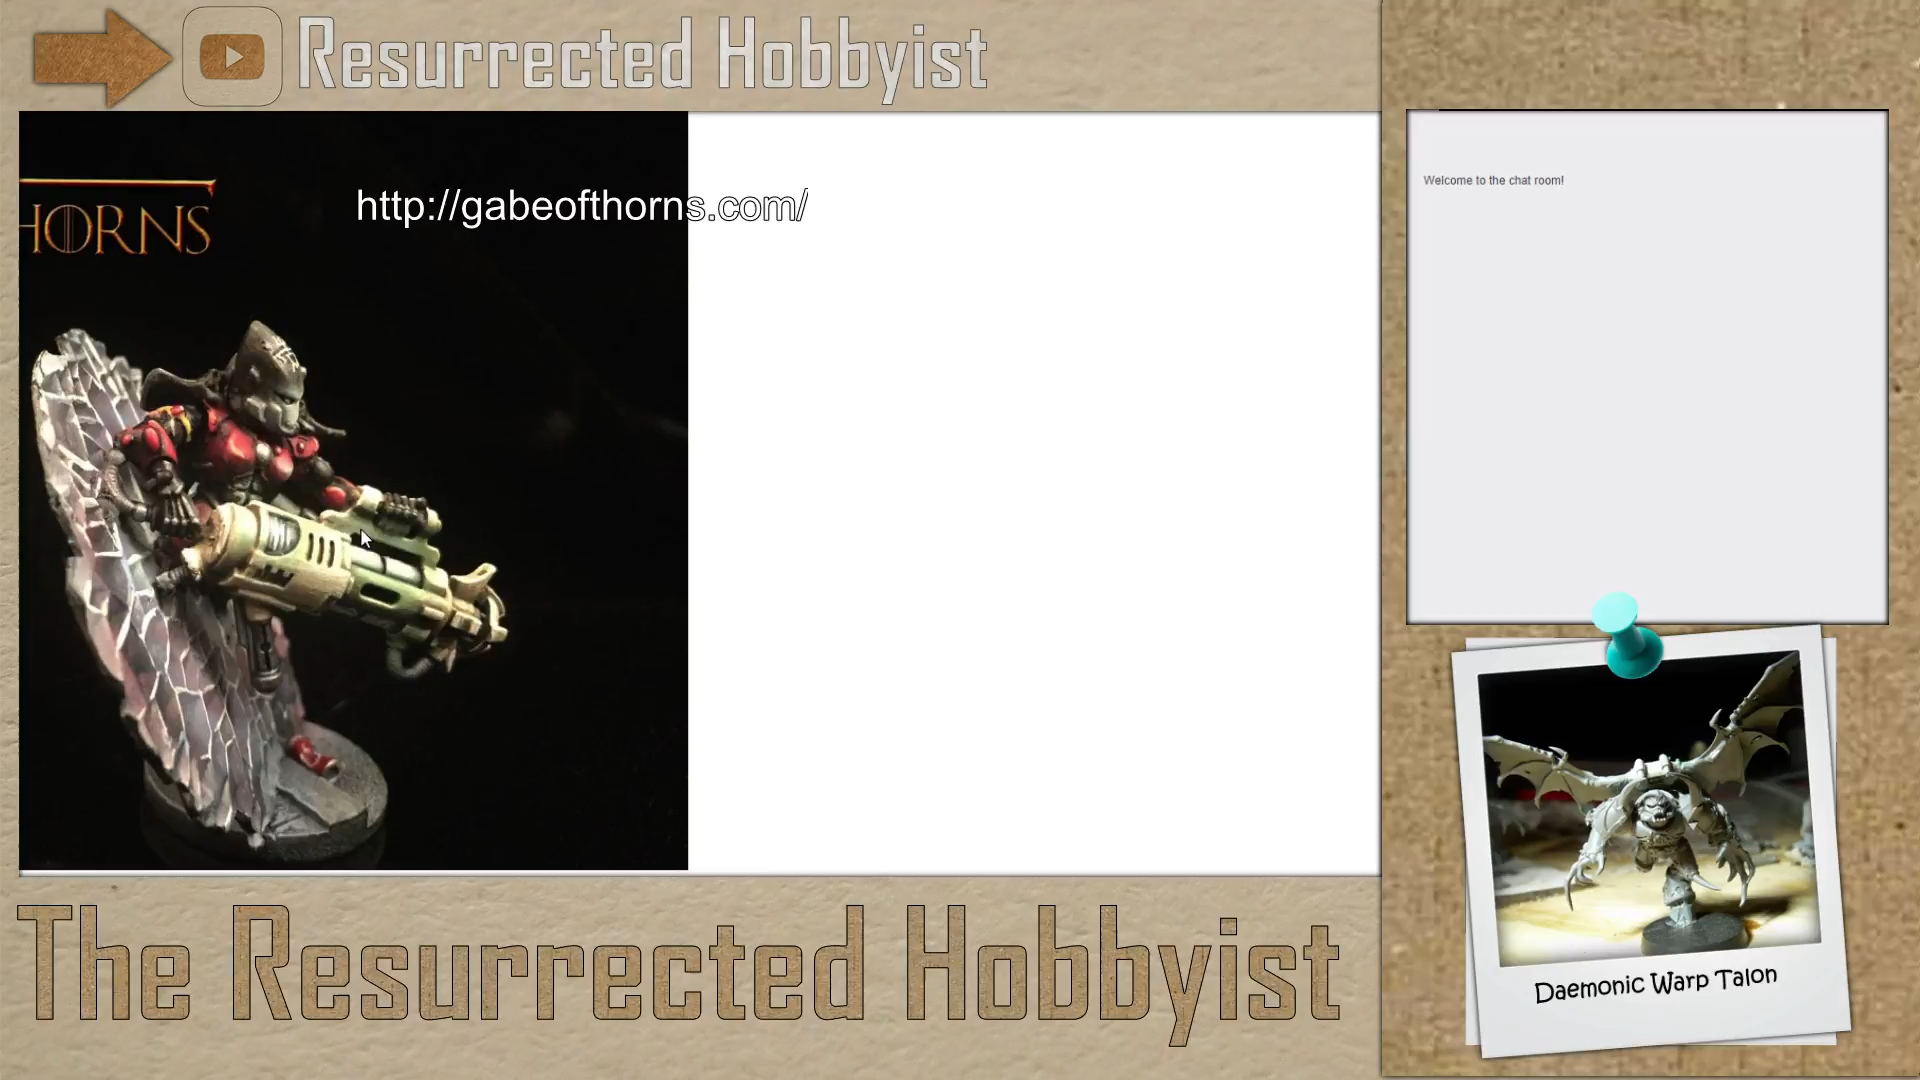 Resurrected Hobbyist
HORNS
http://gabeofthorns.com/
Welcome to the chat room!
Daemonic Warp Talon
The Resurrected Hobbyist